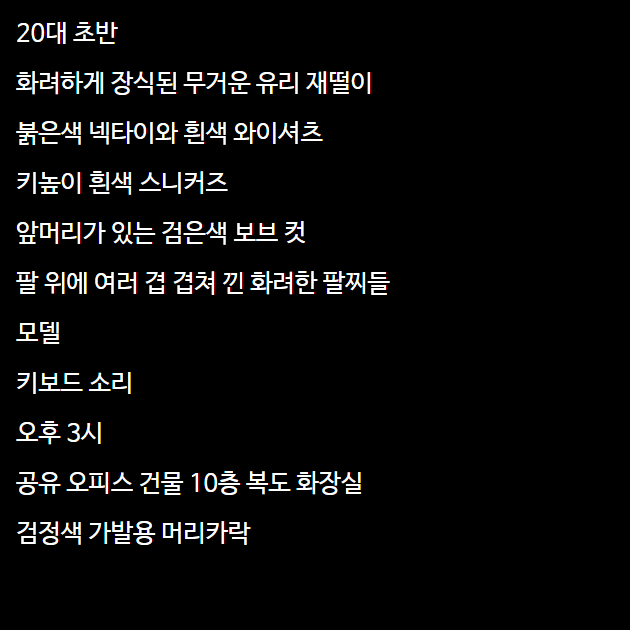 20대 초반
화려하게 장식된 무거운 유리 재떨이
붉은색 넥타이와 흰색 와이셔츠
키높이 흰색 스니커즈
앞머리가 있는 검은색 보브 컷
팔 위에 여러 겹 겹쳐 낀 화려한 팔찌들
모델
키보드 소리
오후 3시
공유 오피스 건물 10층 복도 화장실
검정색 가발용 머리카락